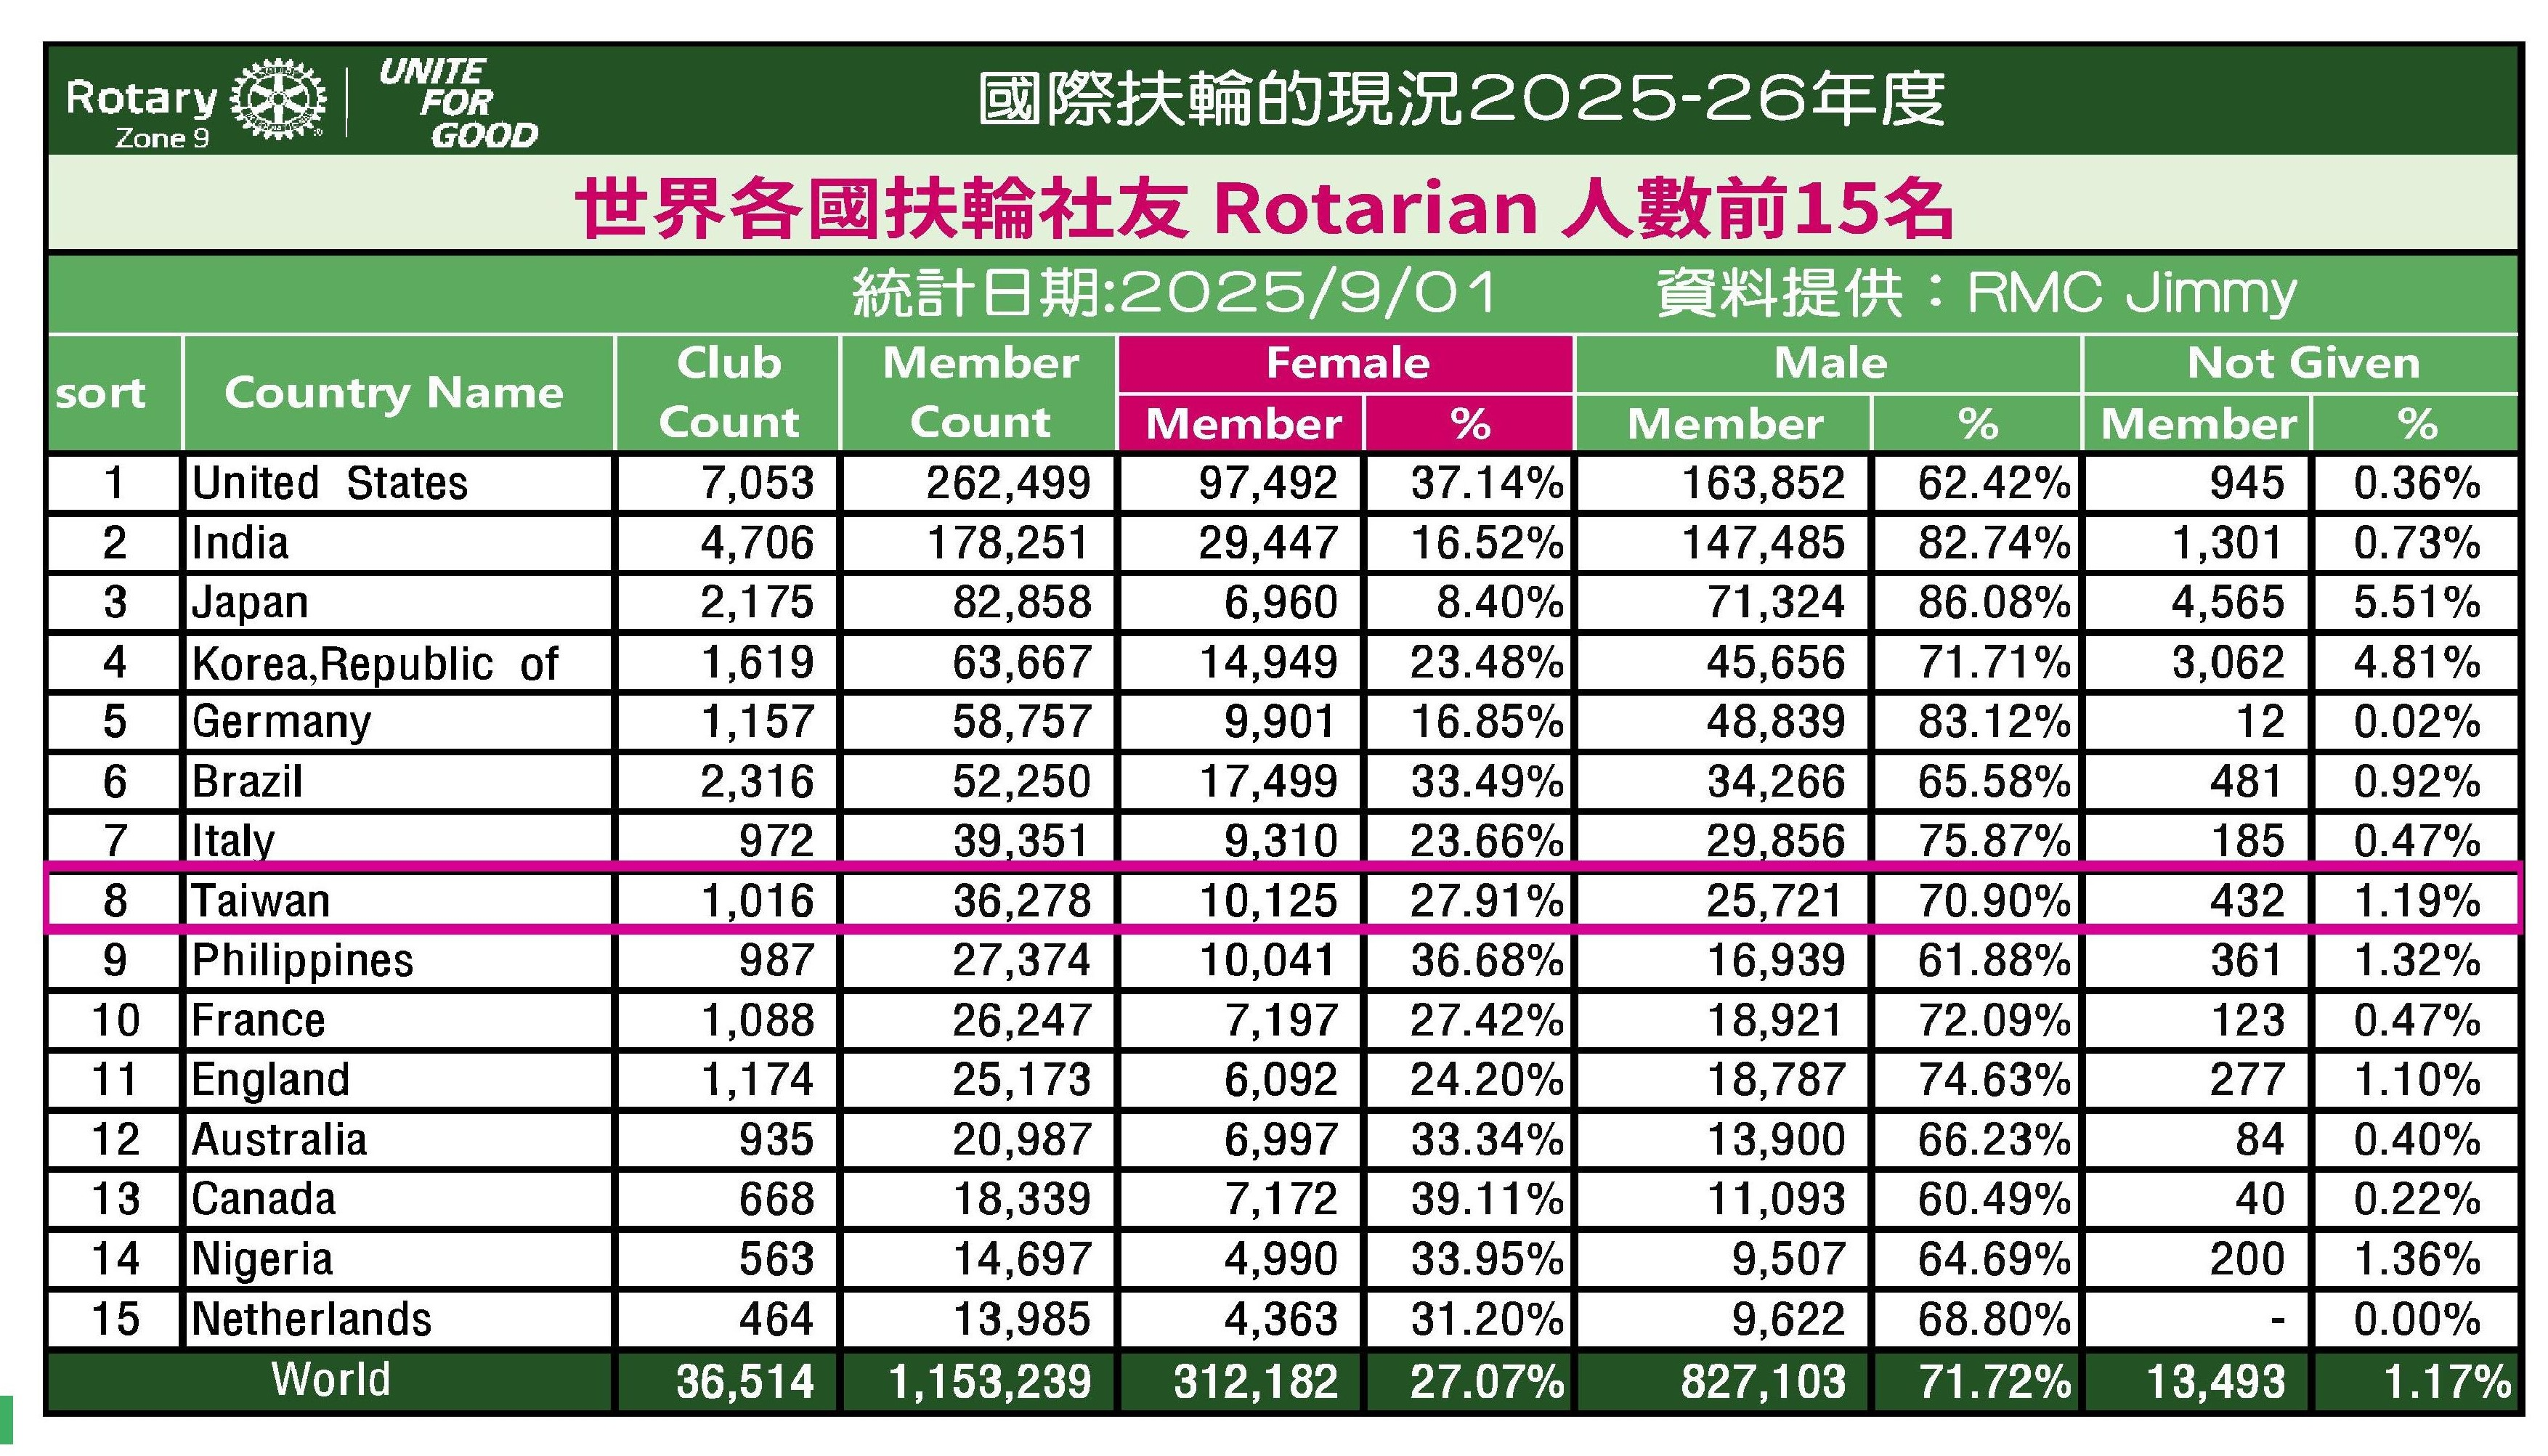 Rotary
Zone 9
UNITE
FOR
GOOD
國際扶輪的現況2025-26年度
世界各國扶輪社友 Rotarian 人數前15名
統計日期:2025/9/01 資料提供：RMC Jimmy
sort Country Name Club Count Member Count Female Male Not Given
Member % Member % Member %
1 United States 7,053 262,499 97,492 37.14% 163,852 62.42% 945 0.36%
2 India 4,706 178,251 29,447 16.52% 147,485 82.74% 1,301 0.73%
3 Japan 2,175 82,858 6,960 8.40% 71,324 86.08% 4,565 5.51%
4 Korea,Republic of 1,619 63,667 14,949 23.48% 45,656 71.71% 3,062 4.81%
5 Germany 1,157 58,757 9,901 16.85% 48,839 83.12% 12 0.02%
6 Brazil 2,316 52,250 17,499 33.49% 34,266 65.58% 481 0.92%
7 Italy 972 39,351 9,310 23.66% 29,856 75.87% 185 0.47%
8 Taiwan 1,016 36,278 10,125 27.91% 25,721 70.90% 432 1.19%
9 Philippines 987 27,374 10,041 36.68% 16,939 61.88% 361 1.32%
10 France 1,088 26,247 7,197 27.42% 18,921 72.09% 123 0.47%
11 England 1,174 25,173 6,092 24.20% 18,787 74.63% 277 1.10%
12 Australia 935 20,987 6,997 33.34% 13,900 66.23% 84 0.40%
13 Canada 668 18,339 7,172 39.11% 11,093 60.49% 40 0.22%
14 Nigeria 563 14,697 4,990 33.95% 9,507 64.69% 200 1.36%
15 Netherlands 464 13,985 4,363 31.20% 9,622 68.80% - 0.00%
World 36,514 1,153,239 312,182 27.07% 827,103 71.72% 13,493 1.17%